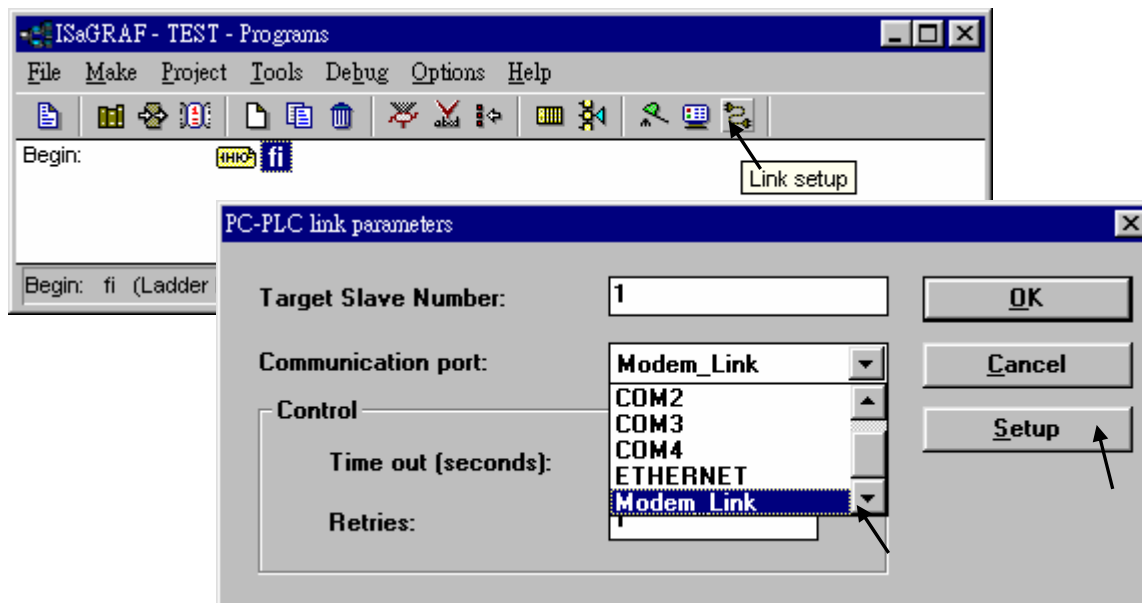 ISaGRAF - TEST - Programs
File Make Project Tools Debug Options Help
Begin: fi
Link setup
Begin: fi (Ladder
PC-PLC link parameters
Target Slave Number: 1
OK
Communication port: Modem_Link
Cancel
COM2
Control
COM3
Setup
COM4
Time out (seconds):
ETHERNET
Modem_Link
Retries: